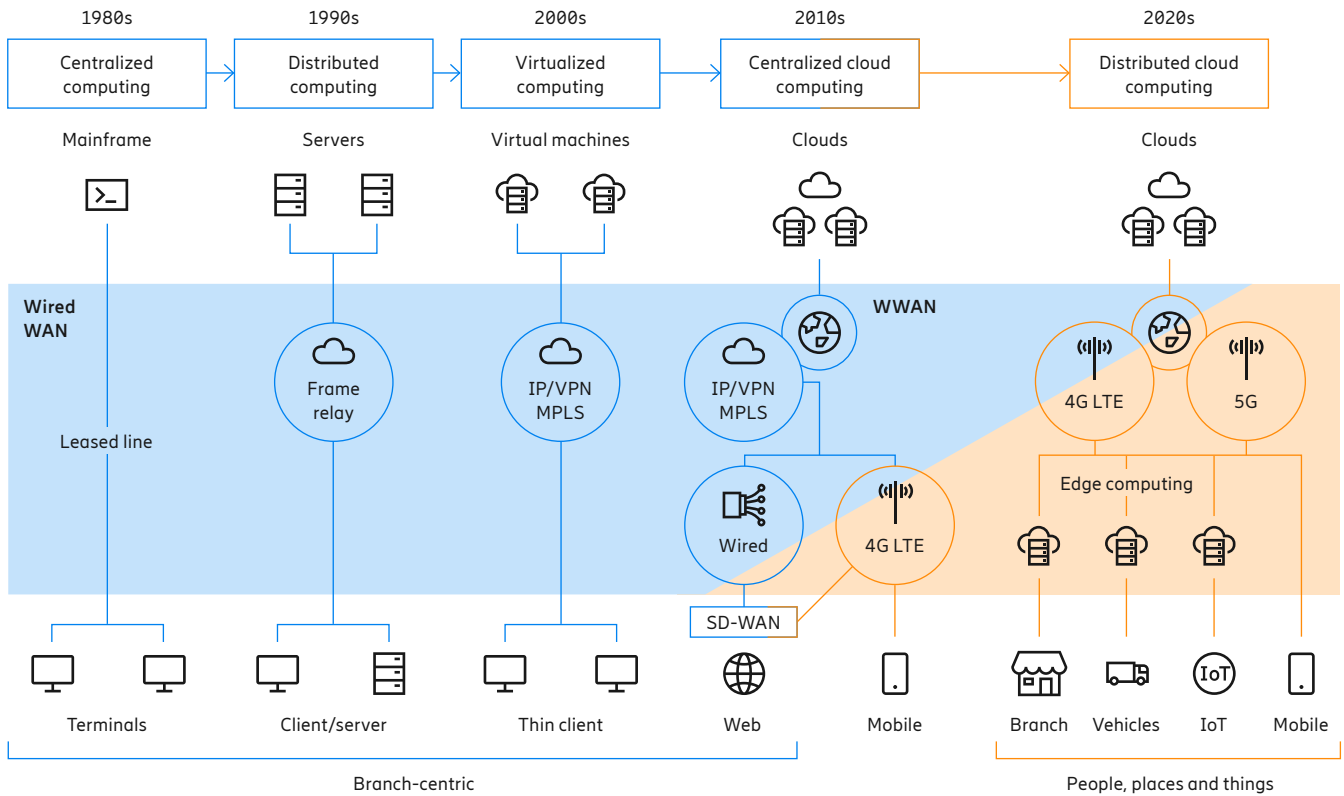 1980s
1990s
2000s
2010s
2020s
Centralized
computing
Distributed
computing
Virtualized
computing
Centralized cloud
computing
Distributed cloud
computing
Mainframe
Servers
Virtual machines
Clouds
Clouds
Wired
WAN
WWAN
Leased line
Frame
relay
IP/VPN
MPLS
IP/VPN
MPLS
4G LTE
5G
Wired
4G LTE
Edge computing
SD-WAN
IoT
Terminals
Client/server
Thin client
Web
Mobile
Branch
Vehicles
IoT
Mobile
Branch-centric
People, places and things